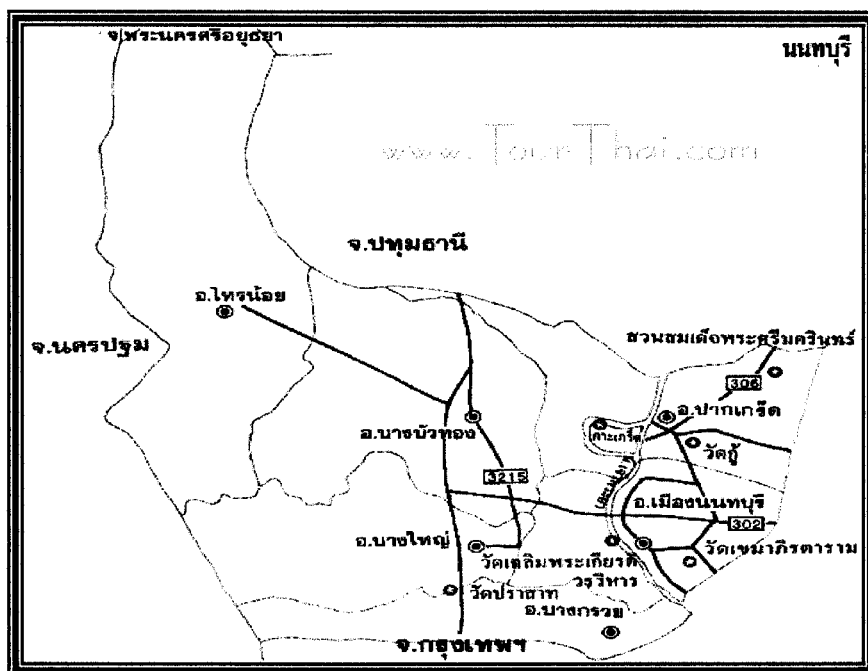 จ.พระนครศรีอยุธยา
นนทบุรี
www.TourThai.com
จ.ปทุมธานี
อ.ไทรน้อย
จ.นครปฐม
สวนสมเด็จพระศรีนครินทร์
306
อ.ปากเกร็ด
เกาะเกร็ด
อ.บางบัวทอง
วัดกู้
3215
อ.เมืองนนทบุรี
302
อ.บางใหญ่
วัดเฉลิมพระเกียรติ
วรวิหาร
วัดเขมาภิรตาราม
วัดปราสาท
อ.บางกรวย
จ.กรุงเทพฯ